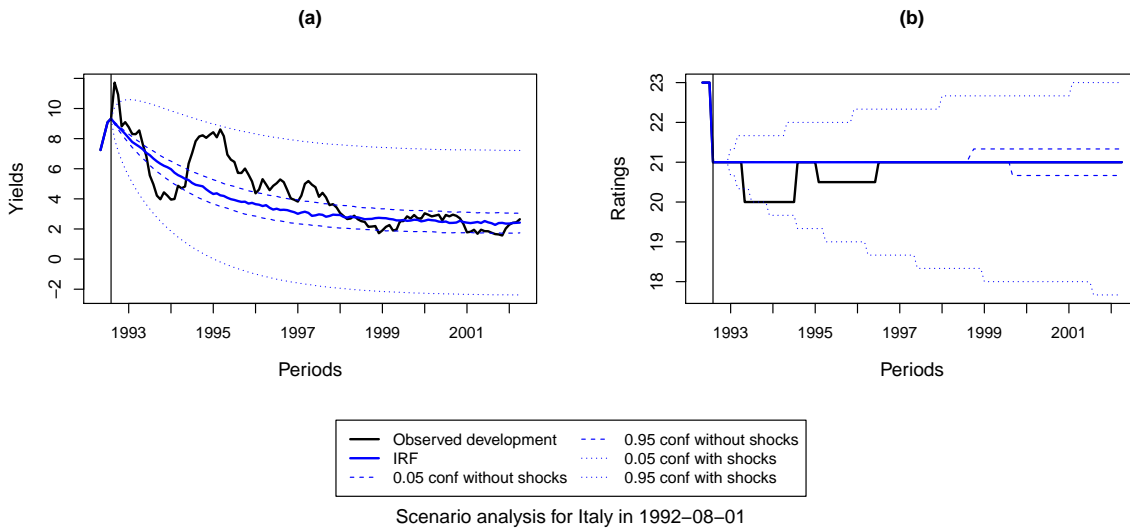 (a)
(b)
Yields
−2 0 2 4 6 8 10
1993 1995 1997 1999 2001
Periods
Ratings
18 19 20 21 22 23
1993 1995 1997 1999 2001
Periods
Observed development
IRF
0.05 conf without shocks
0.95 conf without shocks
0.05 conf with shocks
0.95 conf with shocks
Scenario analysis for Italy in 1992−08−01